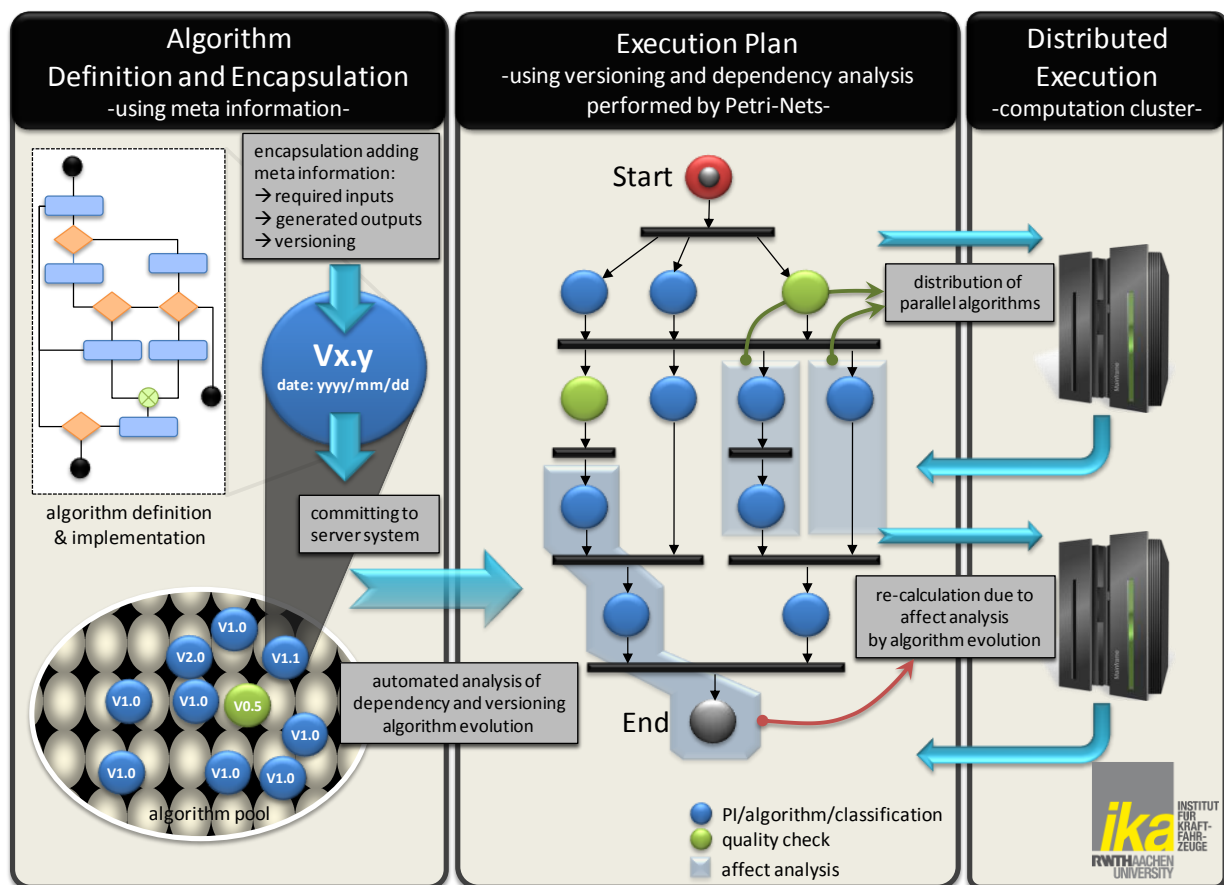 Algorithm
Definition and Encapsulation
-using meta information-
encapsulation adding
meta information:
→ required inputs
→ generated outputs
→ versioning
Vx.y
date: yyyy/mm/dd
algorithm definition
& implementation
committing to
server system
V1.0
V2.0
V1.1
V1.0
V1.0
V0.5
V1.0
V1.0
V1.0
V1.0
algorithm pool
automated analysis of
dependency and versioning
algorithm evolution
Execution Plan
-using versioning and dependency analysis
performed by Petri-Nets-
Start
End
PI/algorithm/classification
quality check
affect analysis
Distributed
Execution
-computation cluster-
distribution of
parallel algorithms
Mainframe
re-calculation due to
affect analysis
by algorithm evolution
Mainframe
ika
INSTITUT
FÜR
KRAFT-
FAHR-
ZEUGE
RWTHAACHEN
UNIVERSITY